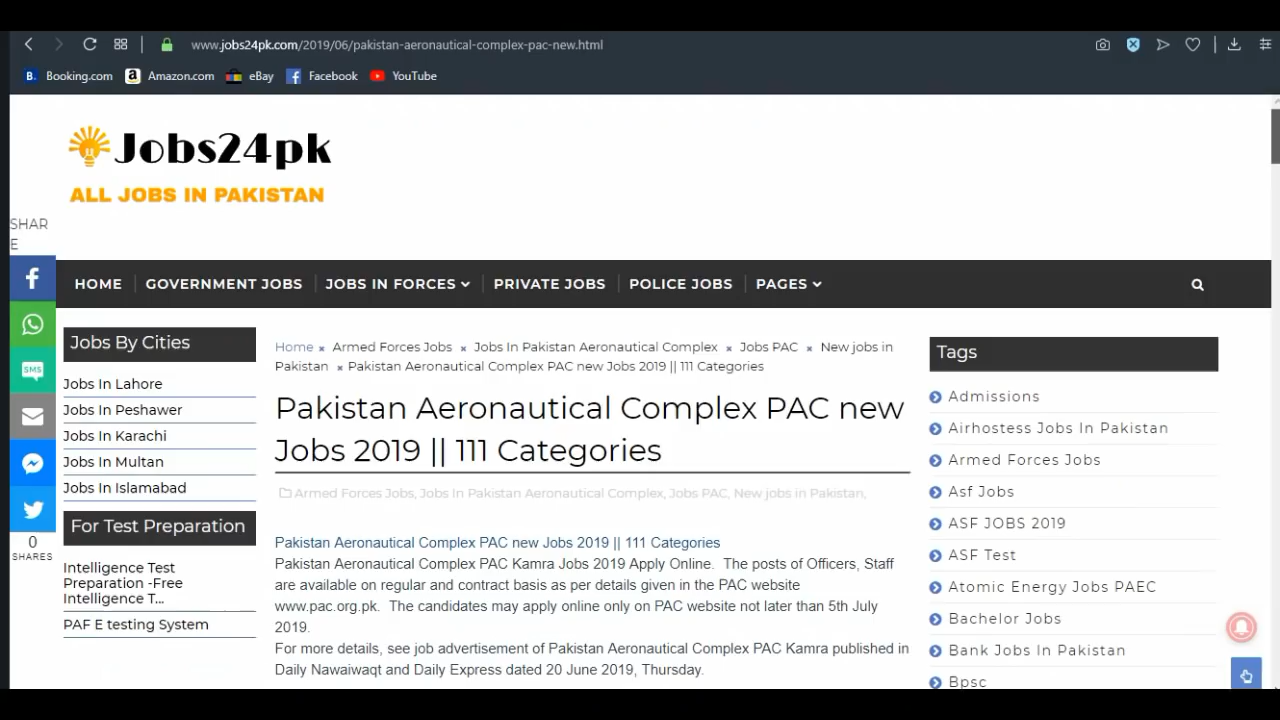 www.jobs24pk.com/2019/06/pakistan-aeronautical-complex-pac-new.html
B. Booking.com a Amazon.com eBay Facebook YouTube
Jobs24pk
ALL JOBS IN PAKISTAN
SHAR
E
HOME GOVERNMENT JOBS JOBS IN FORCES PRIVATE JOBS POLICE JOBS PAGES
SMS
0
SHARES
Jobs By Cities
Jobs In Lahore
Jobs In Peshawer
Jobs In Karachi
Jobs In Multan
Jobs In Islamabad
For Test Preparation
Intelligence Test
Preparation -Free
Intelligence T...
PAF E testing System
Home × Armed Forces Jobs × Jobs In Pakistan Aeronautical Complex × Jobs PAC × New jobs in
Pakistan × Pakistan Aeronautical Complex PAC new Jobs 2019 || 111 Categories
Pakistan Aeronautical Complex PAC new
Jobs 2019 || 111 Categories
Armed Forces Jobs, Jobs In Pakistan Aeronautical Complex, Jobs PAC, New jobs in Pakistan,
Pakistan Aeronautical Complex PAC new Jobs 2019 || 111 Categories
Pakistan Aeronautical Complex PAC Kamra Jobs 2019 Apply Online. The posts of Officers, Staff
are available on regular and contract basis as per details given in the PAC website
www.pac.org.pk. The candidates may apply online only on PAC website not later than 5th July
2019.
For more details, see job advertisement of Pakistan Aeronautical Complex PAC Kamra published in
Daily Nawaiwaqt and Daily Express dated 20 June 2019, Thursday.
Tags
Admissions
Airhostess Jobs In Pakistan
Armed Forces Jobs
Asf Jobs
ASF JOBS 2019
ASF Test
Atomic Energy Jobs PAEC
Bachelor Jobs
Bank Jobs In Pakistan
Bpsc